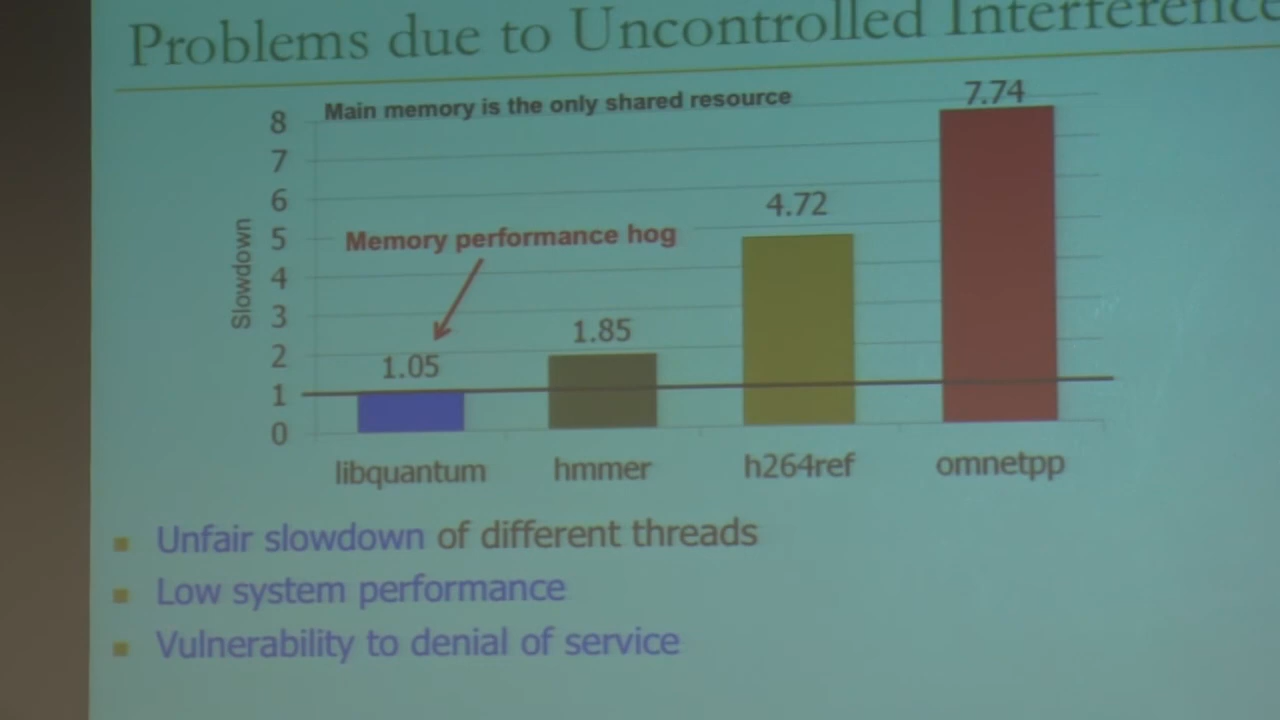 Problems due to Uncontrolled Interference
Main memory is the only shared resource
7.74
8
7
6
5
4
3
2
1
0
Slowdown
4.72
Memory performance hog
1.85
1.05
libquantum hmmer h264ref omnetpp
Unfair slowdown of different threads
Low system performance
Vulnerability to denial of service